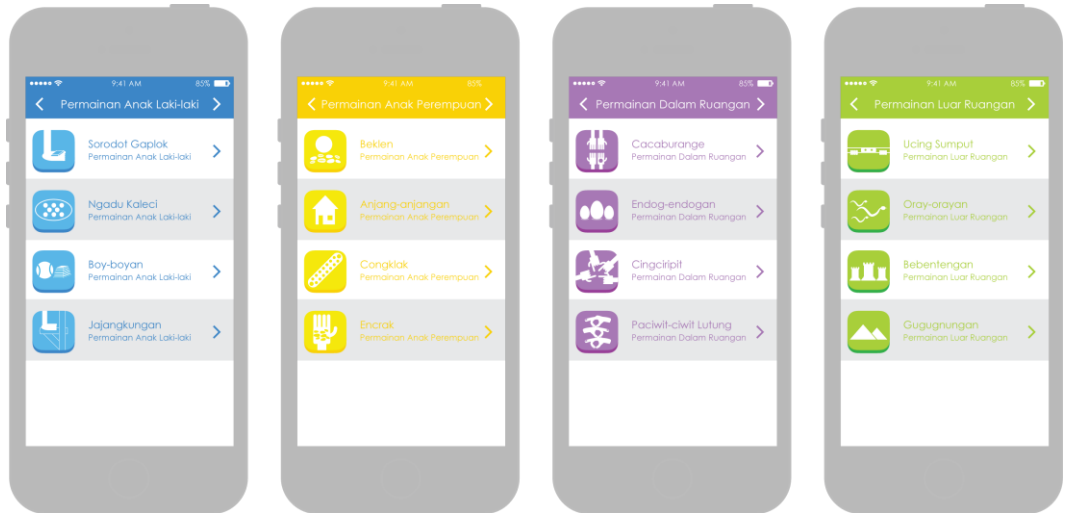 9:41 AM 85%
Permainan Anak Laki-laki
Sorodot Gaplok
Permainan Anak Laki-laki
Ngadu Kaleci
Permainan Anak Laki-laki
Boy-boyan
Permainan Anak Laki-laki
Jajangkungan
Permainan Anak Laki-laki
9:41 AM 85%
Permainan Anak Perempuan
Beklen
Permainan Anak Perempuan
Anjang-anjangan
Permainan Anak Perempuan
Congklak
Permainan Anak Perempuan
Encrak
Permainan Anak Perempuan
9:41 AM 85%
Permainan Dalam Ruangan
Cacaburange
Permainan Dalam Ruangan
Endog-endogan
Permainan Dalam Ruangan
Cingciripit
Permainan Dalam Ruangan
Paciwit-ciwit Lutung
Permainan Dalam Ruangan
9:41 AM 85%
Permainan Luar Ruangan
Ucing Sumput
Permainan Luar Ruangan
Oray-orayan
Permainan Luar Ruangan
Bebentengan
Permainan Luar Ruangan
Gugugnungan
Permainan Luar Ruangan